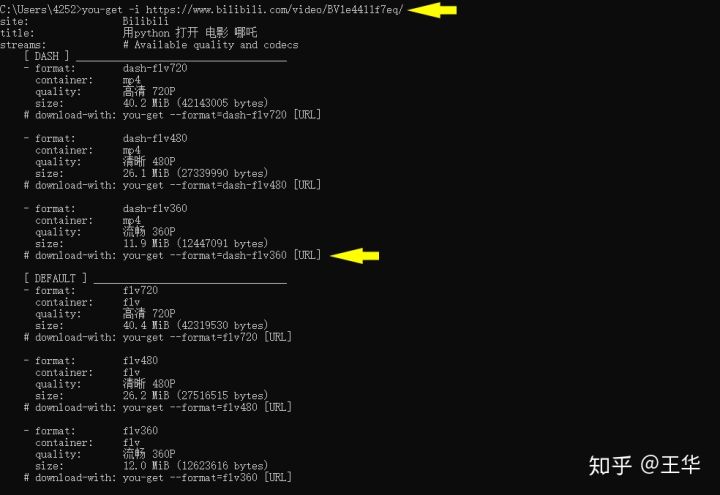 C:\Users\4252>you-get -i https://www.bilibili.com/video/BV1e4411f7eq/
site: Bilibili
title: 用python 打开 电影 哪吒
streams: # Available quality and codecs
[ DASH ] ____________________________________
- format: dash-flv720
container: mp4
quality: 高清 720P
size: 40.2 MiB (42143005 bytes)
# download-with: you-get --format=dash-flv720 [URL]
- format: dash-flv480
container: mp4
quality: 清晰 480P
size: 26.1 MiB (27339990 bytes)
# download-with: you-get --format=dash-flv480 [URL]
- format: dash-flv360
container: mp4
quality: 流畅 360P
size: 11.9 MiB (12447091 bytes)
# download-with: you-get --format=dash-flv360 [URL]
[ DEFAULT ] _________________________________
- format: flv720
container: flv
quality: 高清 720P
size: 40.4 MiB (42319530 bytes)
# download-with: you-get --format=flv720 [URL]
- format: flv480
container: flv
quality: 清晰 480P
size: 26.2 MiB (27516515 bytes)
# download-with: you-get --format=flv480 [URL]
- format: flv360
container: flv
quality: 流畅 360P
size: 12.0 MiB (12623616 bytes)
# download-with: you-get --format=flv360 [URL]
知乎 @王华